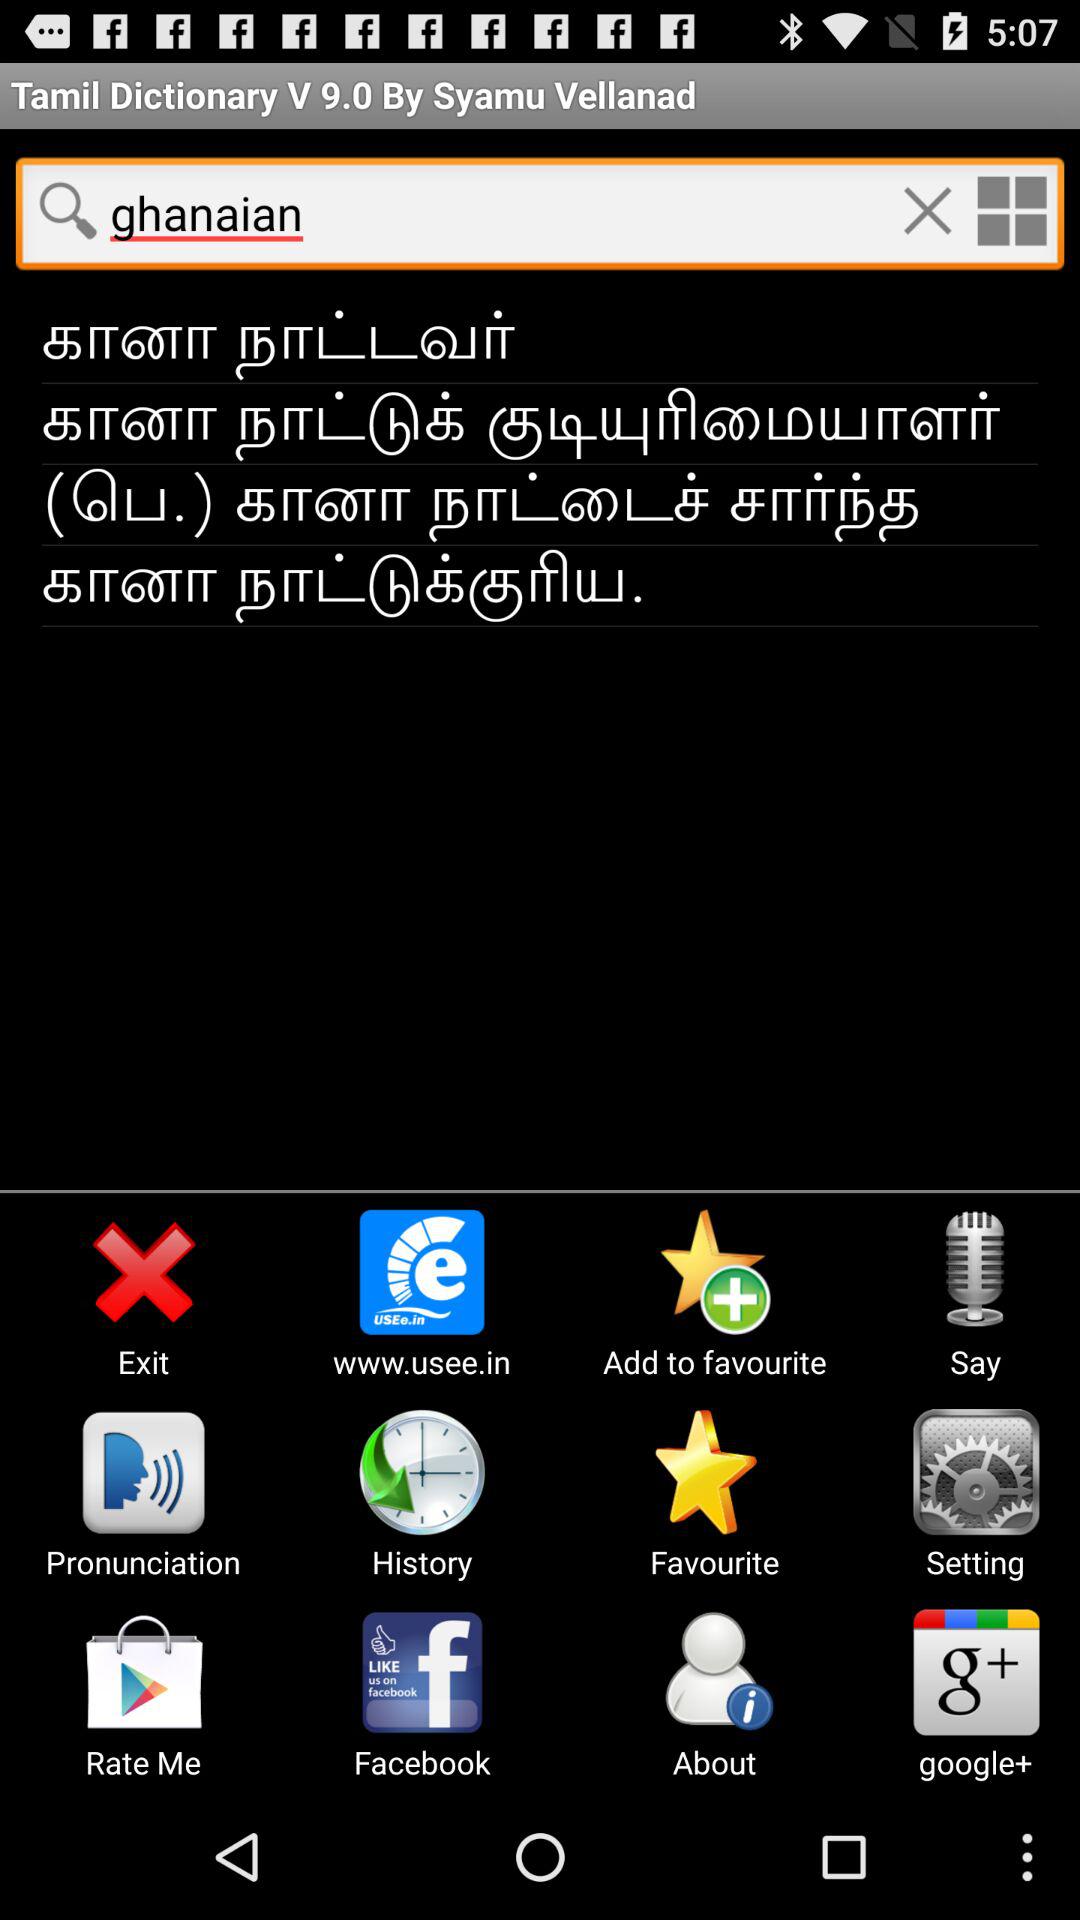 5:07
Tamil Dictionary V 9.0 By Syamu Vellanad
ghanaian
கானா நாட்டவர்
கானா நாட்டுக் குடியுரிமையாளர்
(பெ.) கானா நாட்டைச் சார்ந்த
கானா நாட்டுக்குரிய.
USEe.in
Exit www.usee.in Add to favourite Say
Pronunciation History Favourite Setting
LIKE
us on
facebook
g+
Rate Me Facebook About google+